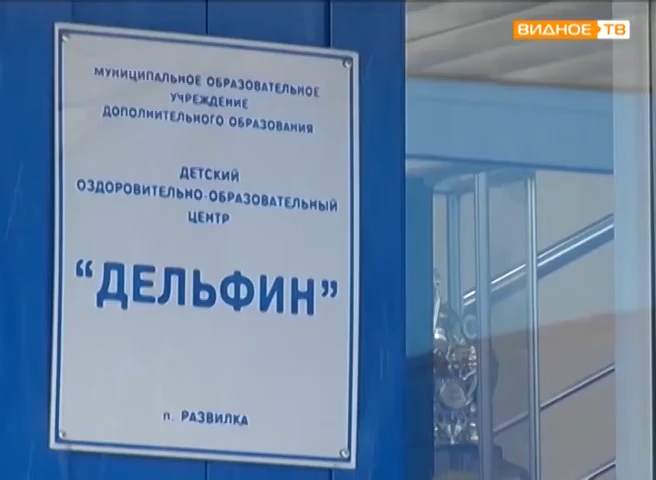 ВИДНОЕ ТВ
МУНИЦИПАЛЬНОЕ ОБРАЗОВАТЕЛЬНОЕ
УЧРЕЖДЕНИЕ
ДОПОЛНИТЕЛЬНОГО ОБРАЗОВАНИЯ
ДЕТСКИЙ
ОЗДОРОВИТЕЛЬНО-ОБРАЗОВАТЕЛЬНЫЙ
ЦЕНТР
“ДЕЛЬФИН”
п. РАЗВИЛКА